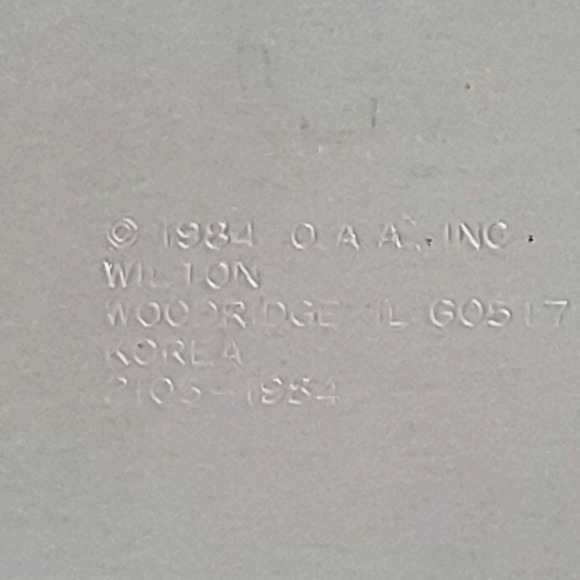 © 1984 O.A.A., INC.
WILTON
WOODRIDGE IL 60517
KOREA
2105-1984